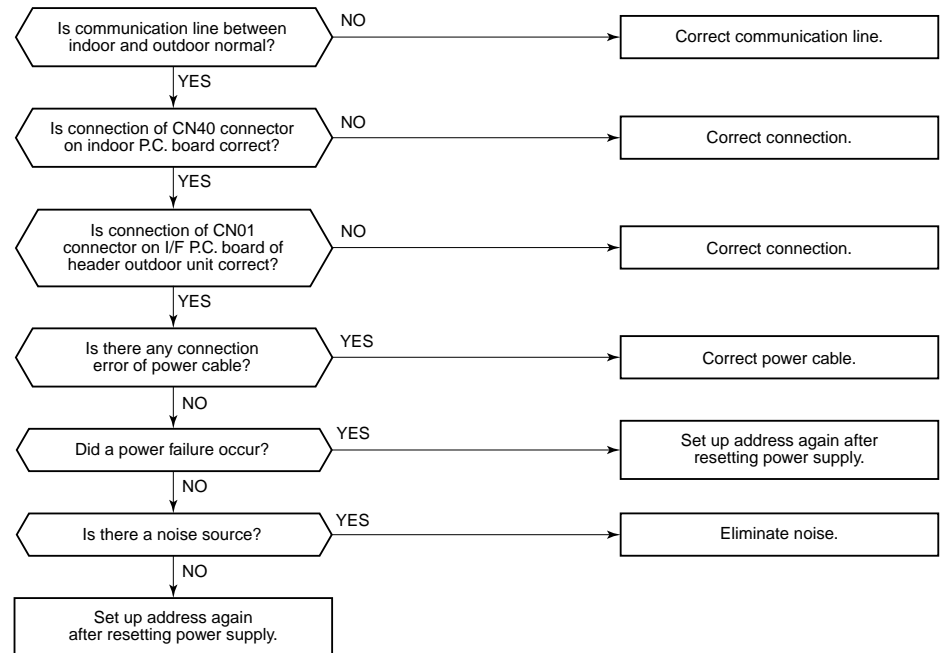 Is communication line between
indoor and outdoor normal?
NO
Correct communication line.
YES
Is connection of CN40 connector
on indoor P.C. board correct?
NO
Correct connection.
YES
Is connection of CN01
connector on I/F P.C. board of
header outdoor unit correct?
NO
Correct connection.
YES
Is there any connection
error of power cable?
YES
Correct power cable.
NO
Did a power failure occur?
YES
Set up address again after
resetting power supply.
NO
Is there a noise source?
YES
Eliminate noise.
NO
Set up address again
after resetting power supply.